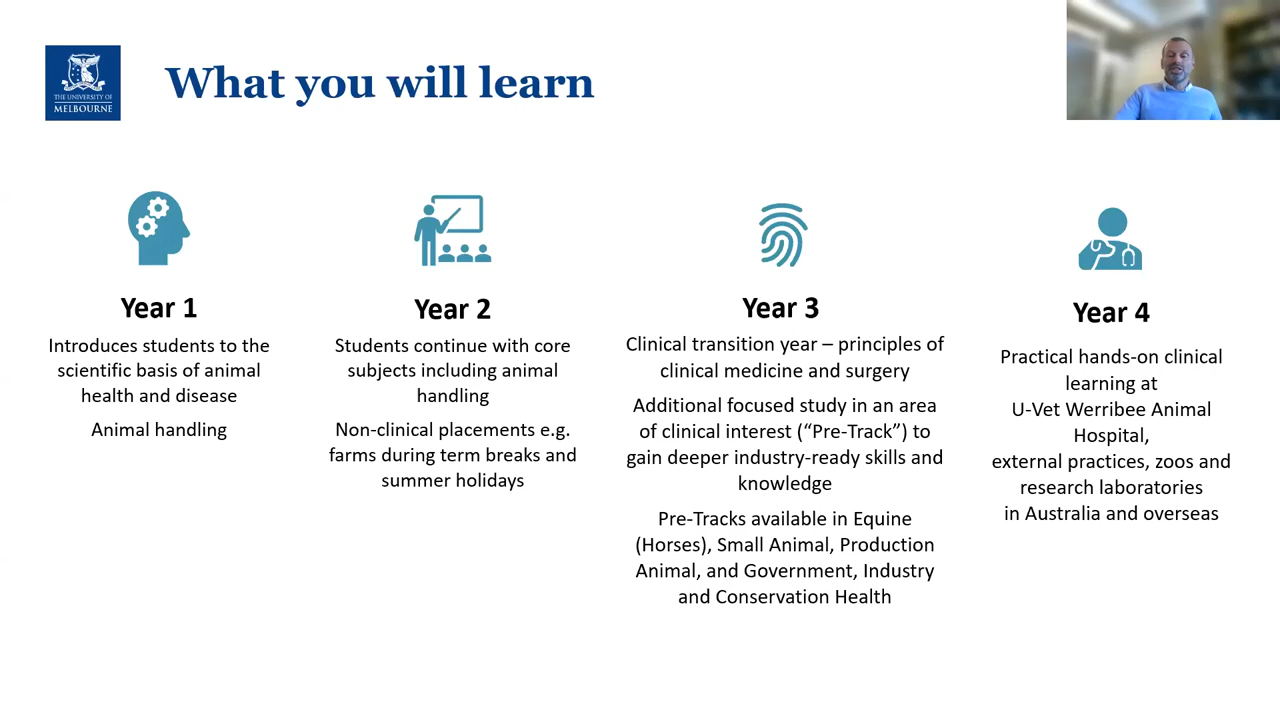 THE UNIVERSITY OF
MELBOURNE
What you will learn
Year 1
Introduces students to the
scientific basis of animal
health and disease
Animal handling
Year 2
Students continue with core
subjects including animal
handling
Non-clinical placements e.g.
farms during term breaks and
summer holidays
Year 3
Clinical transition year – principles of
clinical medicine and surgery
Additional focused study in an area
of clinical interest (“Pre-Track”) to
gain deeper industry-ready skills and
knowledge
Pre-Tracks available in Equine
(Horses), Small Animal, Production
Animal, and Government, Industry
and Conservation Health
Year 4
Practical hands-on clinical
learning at
U-Vet Werribee Animal
Hospital,
external practices, zoos and
research laboratories
in Australia and overseas